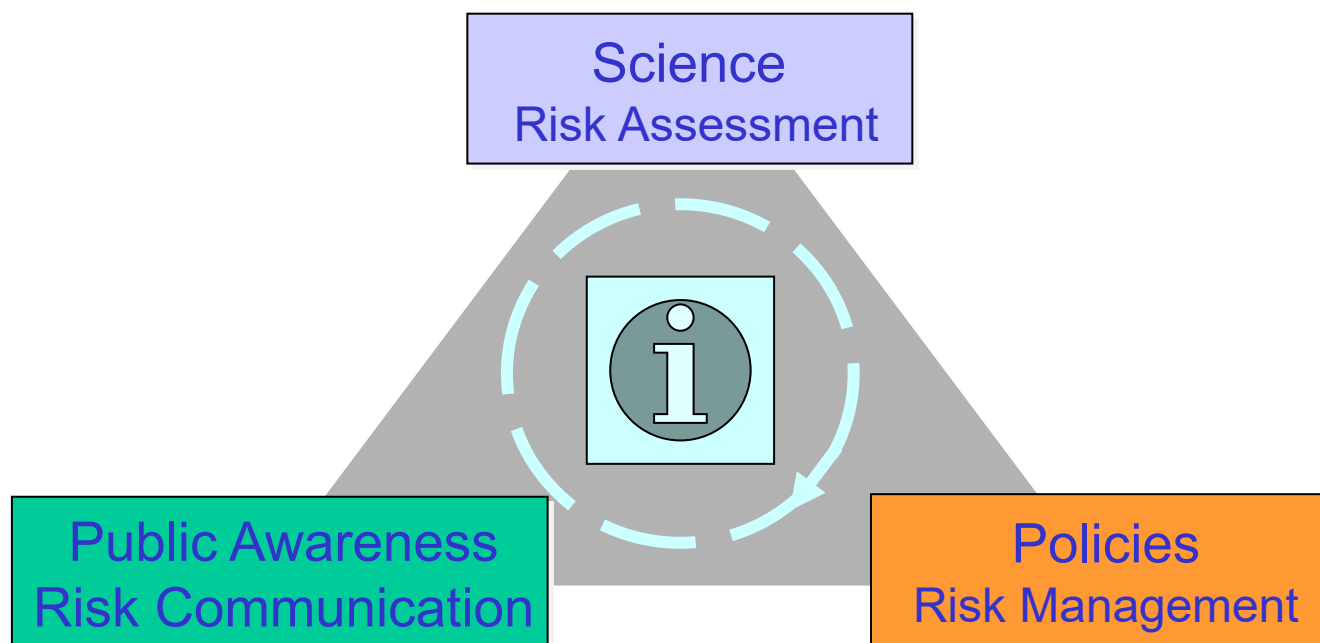 Science
Risk Assessment
i
Public Awareness
Risk Communication
Policies
Risk Management